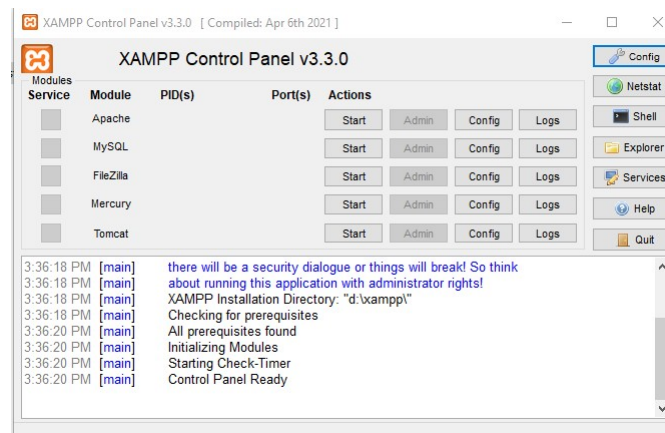 XAMPP Control Panel v3.3.0 [ Compiled: Apr 6th 2021 ]
XAMPP Control Panel v3.3.0
Config
Modules
Service Module PID(s) Port(s) Actions
Netstat
Apache Start Admin Config Logs
Shell
MySQL Start Admin Config Logs
Explorer
FileZilla Start Admin Config Logs
Services
Mercury Start Admin Config Logs
Help
Tomcat Start Admin Config Logs
Quit
3:36:18 PM [main] there will be a security dialogue or things will break! So think
3:36:18 PM [main] about running this application with administrator rights!
3:36:18 PM [main] XAMPP Installation Directory: "d:\xampp\"
3:36:18 PM [main] Checking for prerequisites
3:36:20 PM [main] All prerequisites found
3:36:20 PM [main] Initializing Modules
3:36:20 PM [main] Starting Check-Timer
3:36:20 PM [main] Control Panel Ready